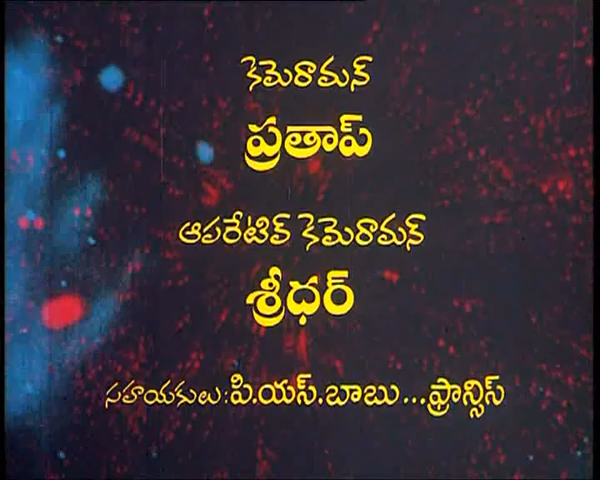 కెమెరామన్
ప్రతాప్
ఆపరేటివ్ కెమెరామన్
శ్రీధర్
సహాయకులు: పి.యస్.బాబు...ఫ్రాన్సిస్